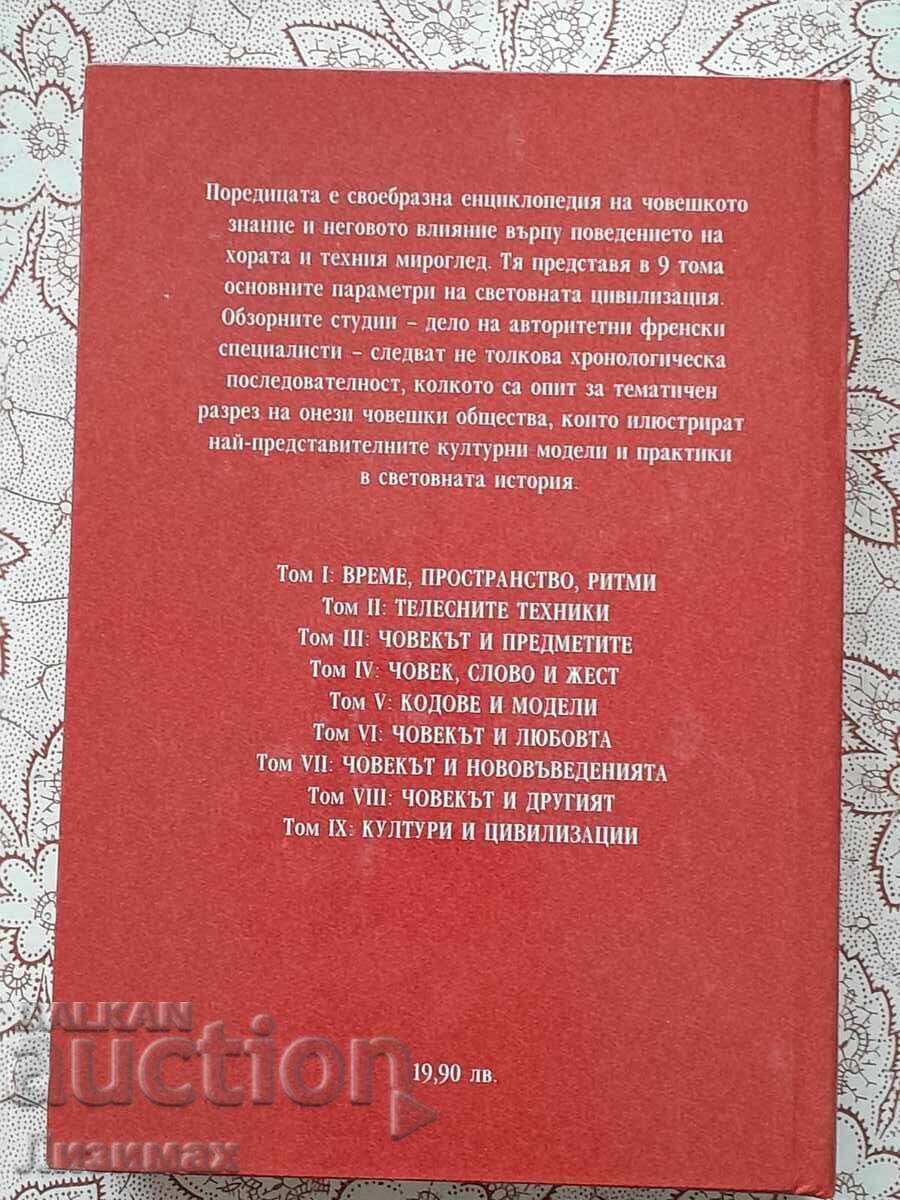 Поредицата е своебразна енциклопедия на човешкото
знание и неговото влияние върпу поведението на
хората и техния мироглед. Тя представя в 9 тома
основните параметри на световната цивилизация.
Обзорните студии – дело на авторитетни френски
специалисти – следват не толкова хронологическа
последователност, колкото са опит за тематичен
разрез на онези човешки общества, които илюстрират
най-представителните културни модели и практики
в световната история.
Том I: ВРЕМЕ, ПРОСТРАНСТВО, РИТМИ
Том II: ТЕЛЕСНИТЕ ТЕХНИКИ
Том III: ЧОВЕКЪТ И ПРЕДМЕТИТЕ
Том IV: ЧОВЕК, СЛОВО И ЖЕСТ
Том V: КОДОВЕ И МОДЕЛИ
Том VI: ЧОВЕКЪТ И ЛЮБОВТА
Том VII: ЧОВЕКЪТ И НОВОВЪВЕДЕНИЯТА
Том VIII: ЧОВЕКЪТ И ДРУГИЯТ
Том IX: КУЛТУРИ И ЦИВИЛИЗАЦИИ
19,90 лв.
BALKAN
auction
Лизимах